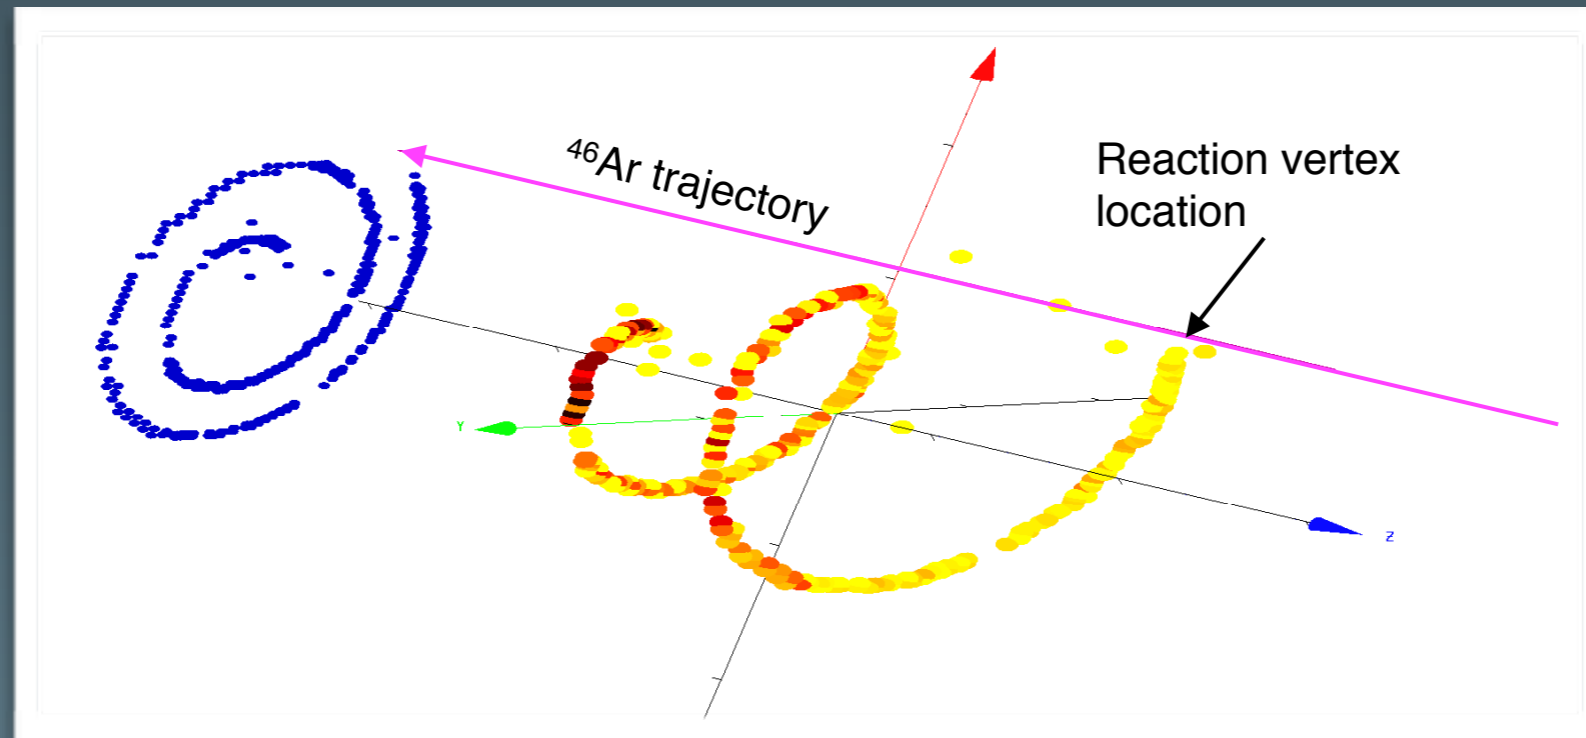 ⁴⁶Ar trajectory
Reaction vertex
location
Y
Z